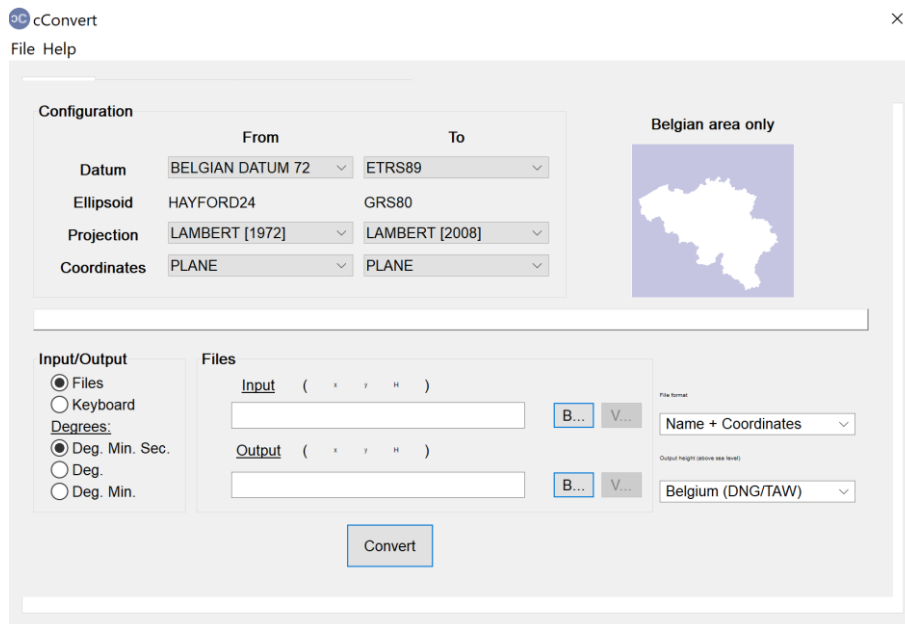 cC cConvert
File Help
Configuration
From To
Belgian area only
Datum BELGIAN DATUM 72 ETRS89
Ellipsoid HAYFORD24 GRS80
Projection LAMBERT [1972] LAMBERT [2008]
Coordinates PLANE PLANE
Input/Output
Files
Files
Keyboard
Degrees:
Deg. Min. Sec.
Deg.
Deg. Min.
Input ( x y H )
B... V...
Output ( x y H )
B... V...
File format
Name + Coordinates
Output height (above sea level)
Belgium (DNG/TAW)
Convert